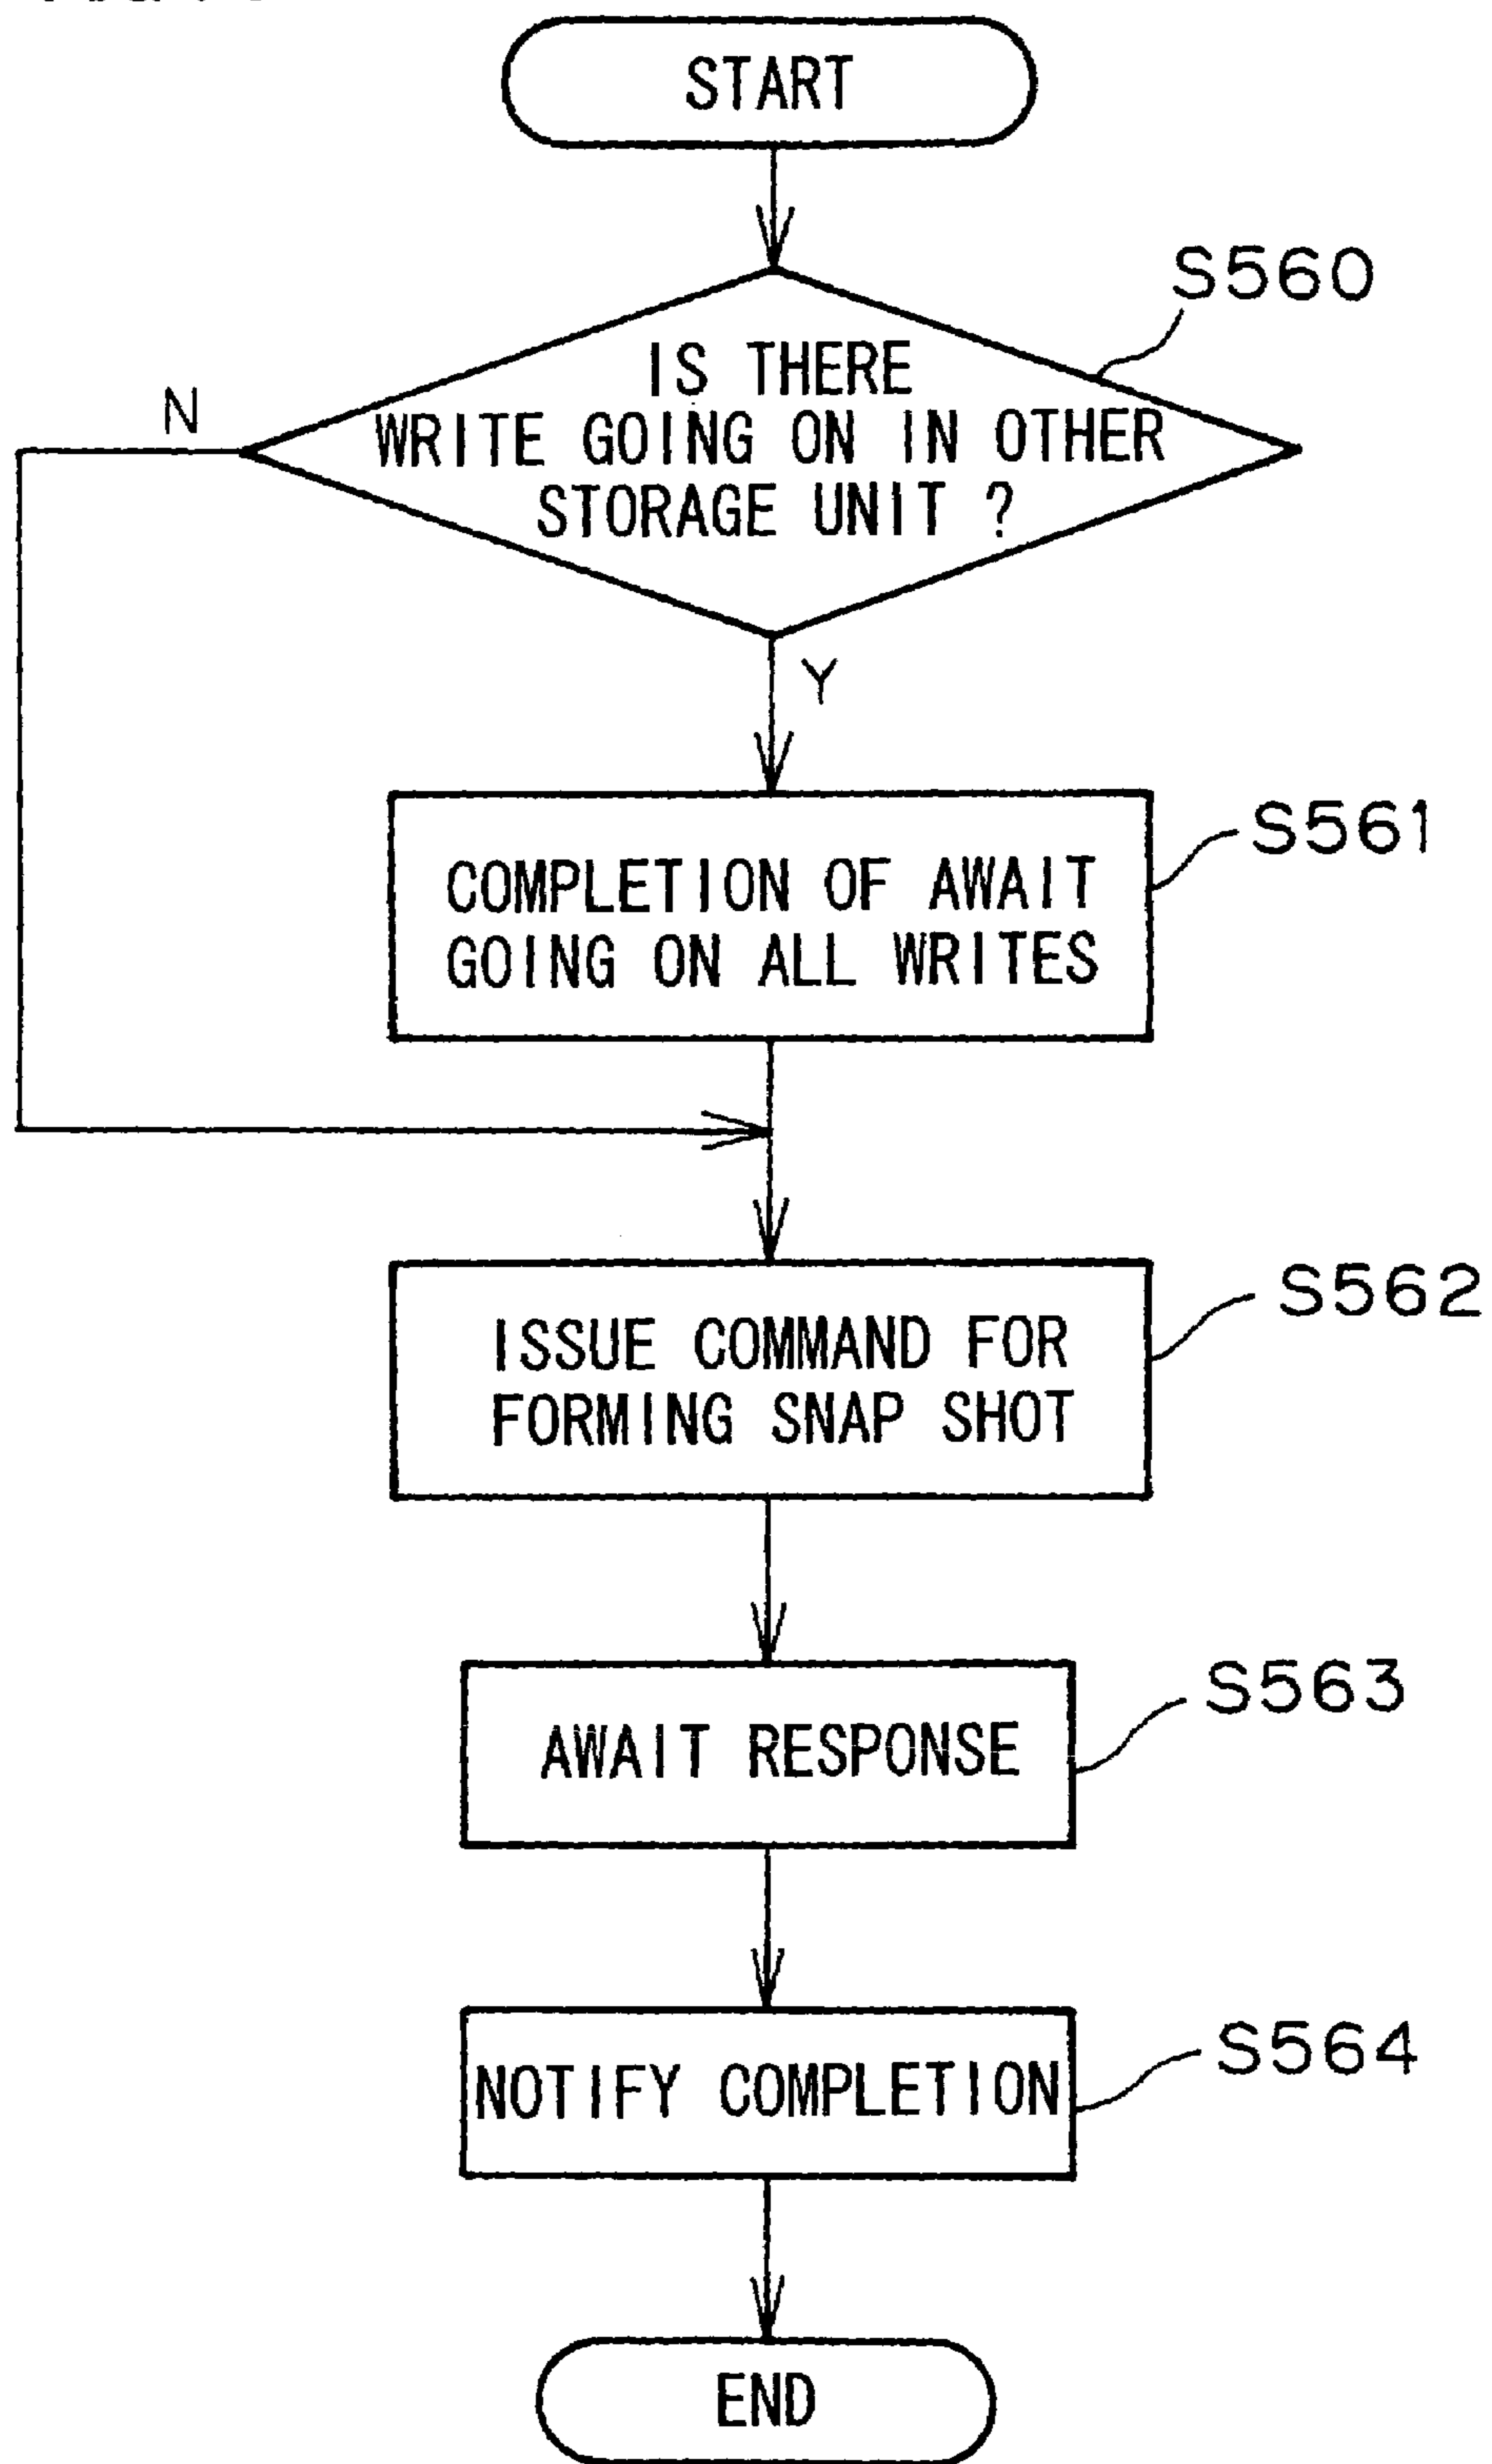 START
S560
IS THERE
WRITE GOING ON IN OTHER
STORAGE UNIT ?
N
Y
S561
COMPLETION OF AWAIT
GOING ON ALL WRITES
S562
ISSUE COMMAND FOR
FORMING SNAP SHOT
S563
AWAIT RESPONSE
S564
NOTIFY COMPLETION
END